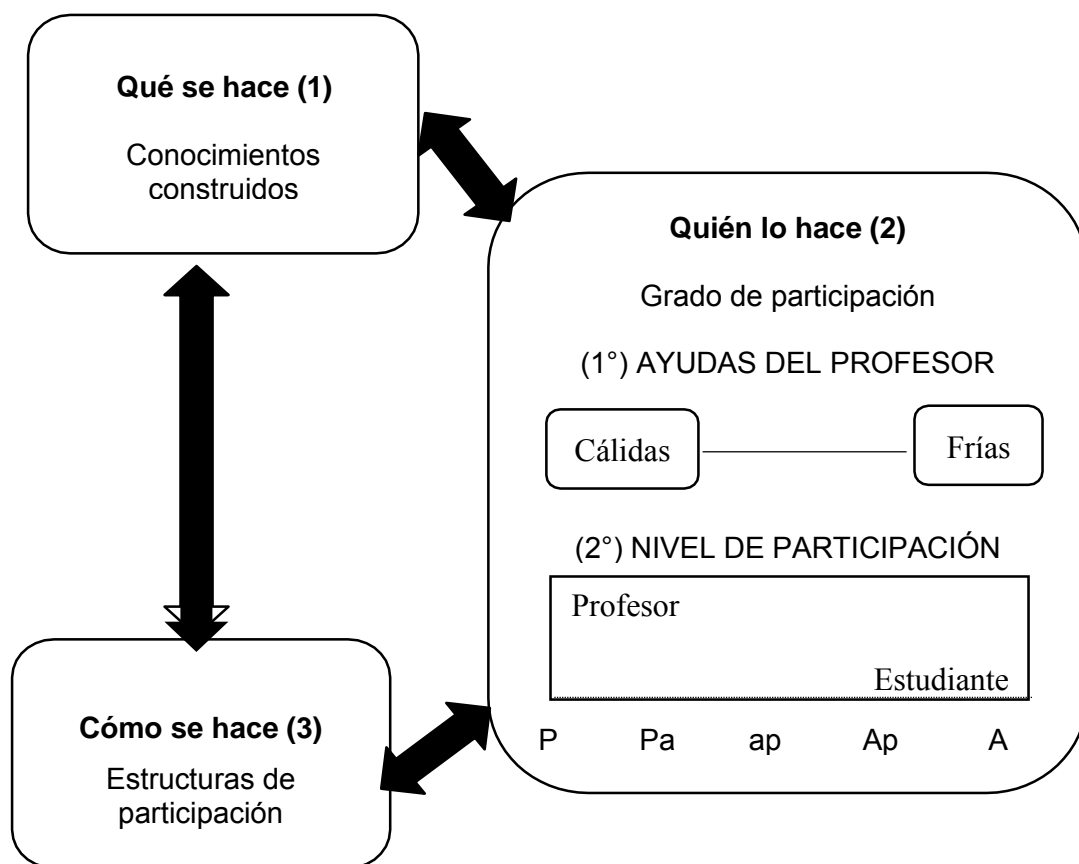 Qué se hace (1)
Conocimientos
construidos
Quién lo hace (2)
Grado de participación
(1°) AYUDAS DEL PROFESOR
Cálidas
Frías
(2°) NIVEL DE PARTICIPACIÓN
Profesor
Estudiante
P Pa ap Ap A
Cómo se hace (3)
Estructuras de
participación